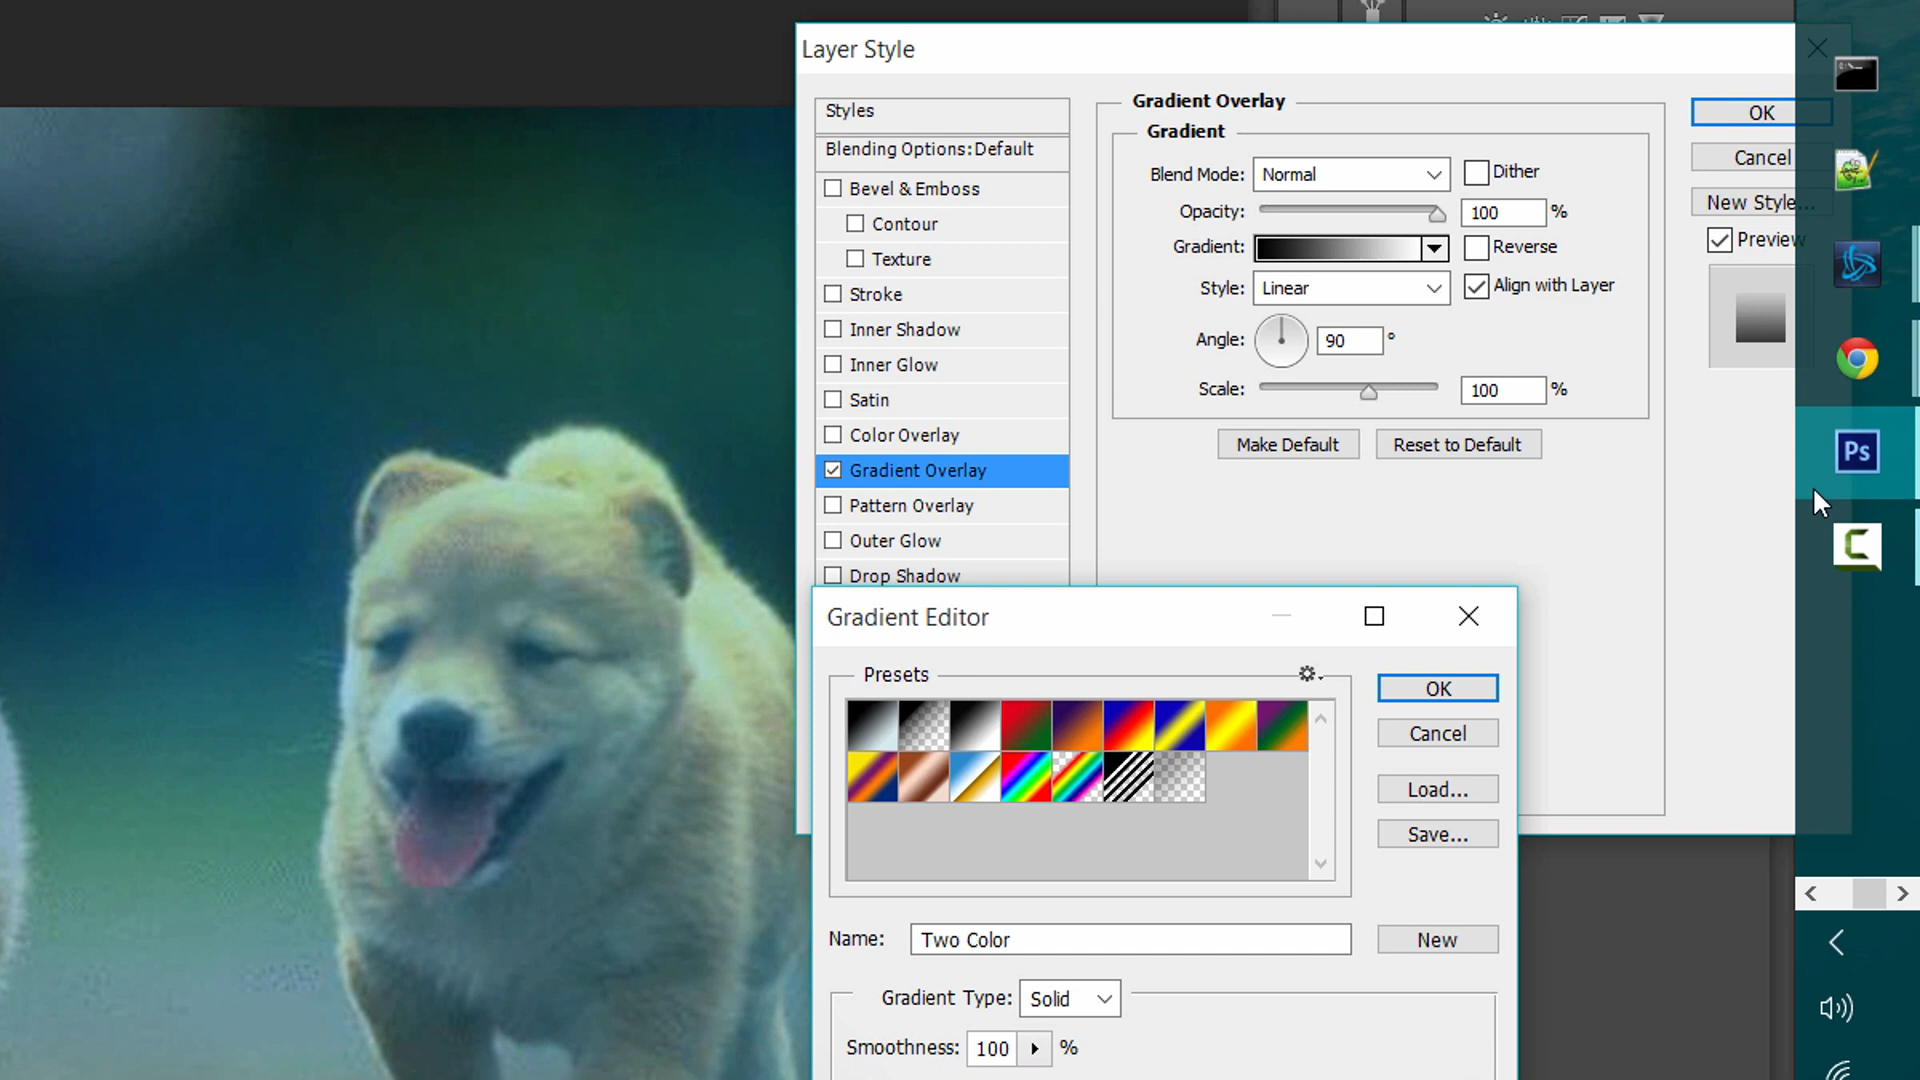 Layer Style
Styles
Blending Options:Default
Bevel & Emboss
Contour
Texture
Stroke
Inner Shadow
Inner Glow
Satin
Color Overlay
Gradient Overlay
Pattern Overlay
Outer Glow
Drop Shadow
Gradient Overlay
Gradient
Blend Mode: Normal Dither
Opacity: 100 %
Gradient: Reverse
Style: Linear Align with Layer
Angle: 90 °
Scale: 100 %
Make Default Reset to Default
OK
Cancel
New Style...
Preview
Ps
Gradient Editor
Presets
OK
Cancel
Load...
Save...
Name: Two Color New
Gradient Type: Solid
Smoothness: 100 %